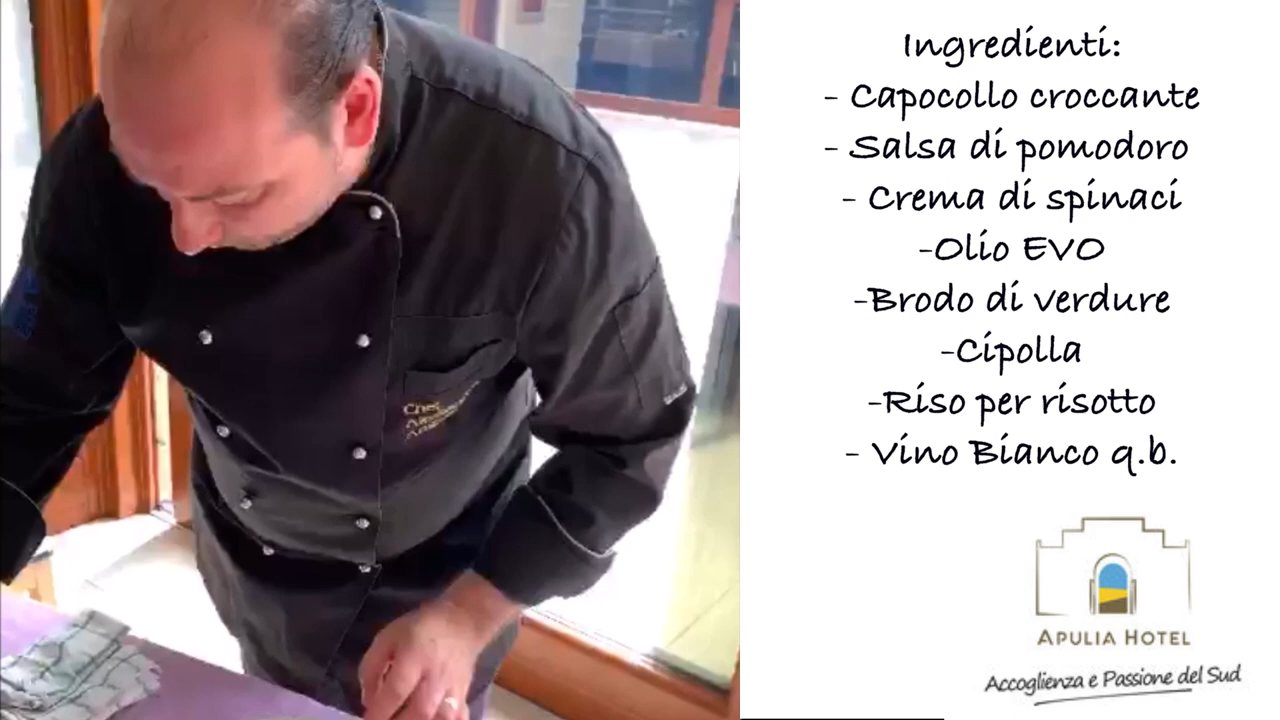 Ingredienti:
- Capocollo croccante
- Salsa di pomodoro
- Crema di spinaci
-Olio EVO
-Brodo di verdure
-Cipolla
-Riso per risotto
- Vino Bianco q.b.
APULIA HOTEL
Accoglienza e Passione del Sud
Chef